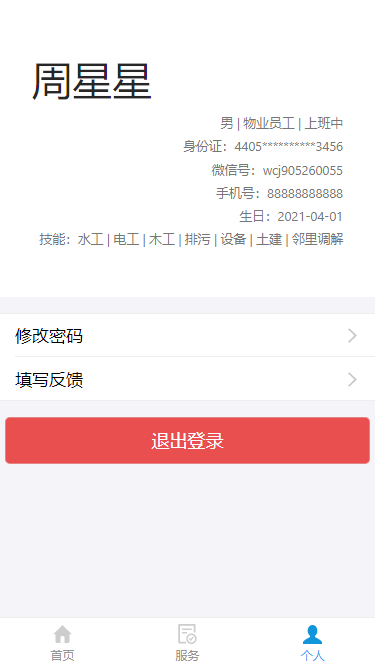 周星星
男 | 物业员工 | 上班中
身份证：4405**********3456
微信号：wcj905260055
手机号：88888888888
生日：2021-04-01
技能：水工 | 电工 | 木工 | 排污 | 设备 | 土建 | 邻里调解
修改密码
填写反馈
退出登录
首页
服务
个人